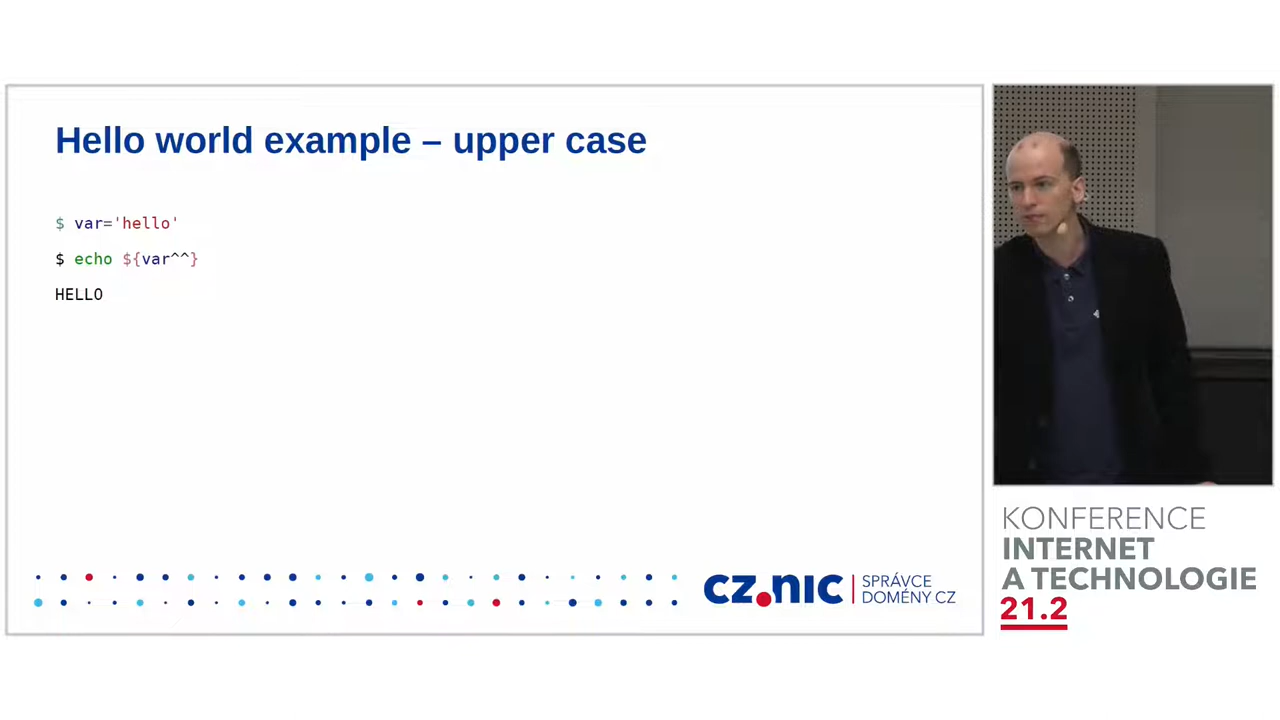 Hello world example – upper case
$ var='hello'
$ echo ${var^^}
HELLO
cz.nic
SPRÁVCE
DOMÉNY CZ
KONFERENCE
INTERNET
A TECHNOLOGIE
21.2